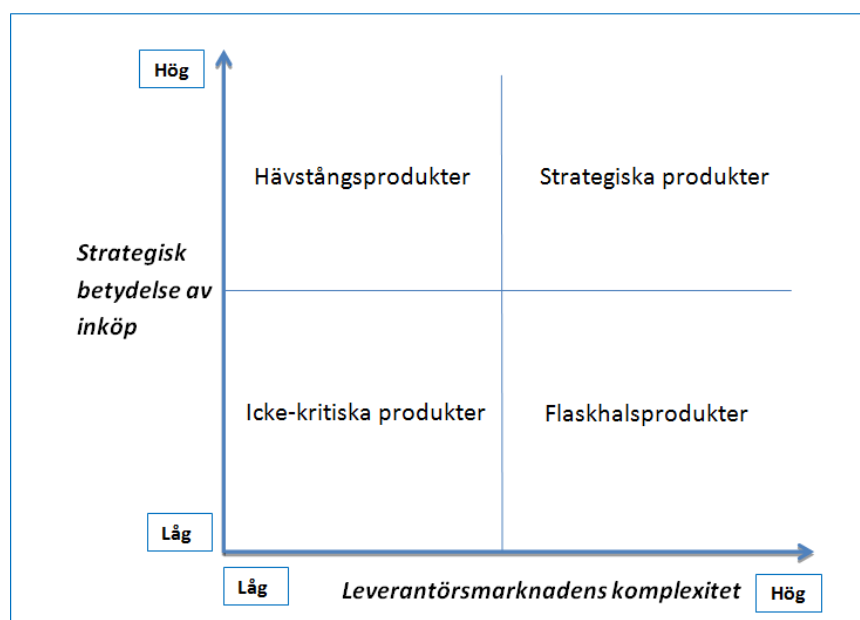 Hög
Hävstångsprodukter
Strategiska produkter
Strategisk
betydelse av
inköp
Icke-kritiska produkter
Flaskhalsprodukter
Låg
Låg
Leverantörsmarknadens komplexitet
Hög